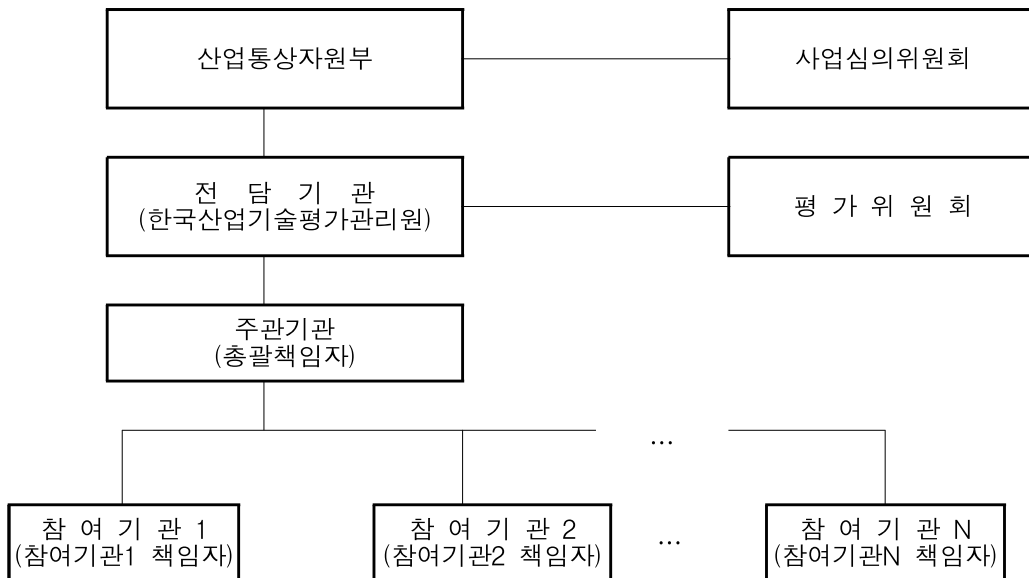 산업통상자원부
사업심의위원회
전 담 기 관
(한국산업기술평가관리원)
평 가 위 원 회
주관기관
(총괄책임자)
...
참 여 기 관 1
(참여기관1 책임자)
참 여 기 관 2
(참여기관2 책임자)
...
참 여 기 관 N
(참여기관N 책임자)